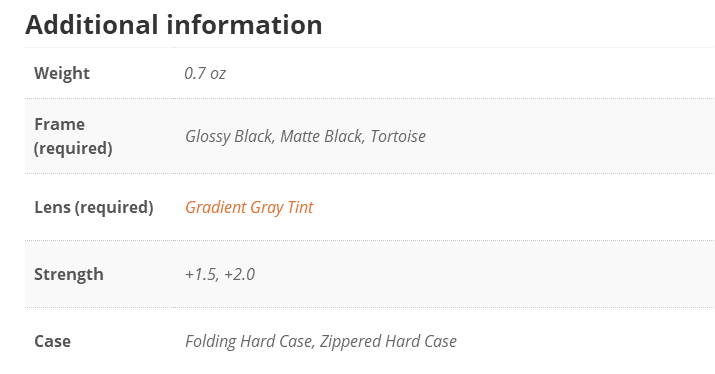 Additional information
Weight 0.7 oz
Frame
(required) Glossy Black, Matte Black, Tortoise
Lens (required) Gradient Gray Tint
Strength +1.5, +2.0
Case Folding Hard Case, Zippered Hard Case